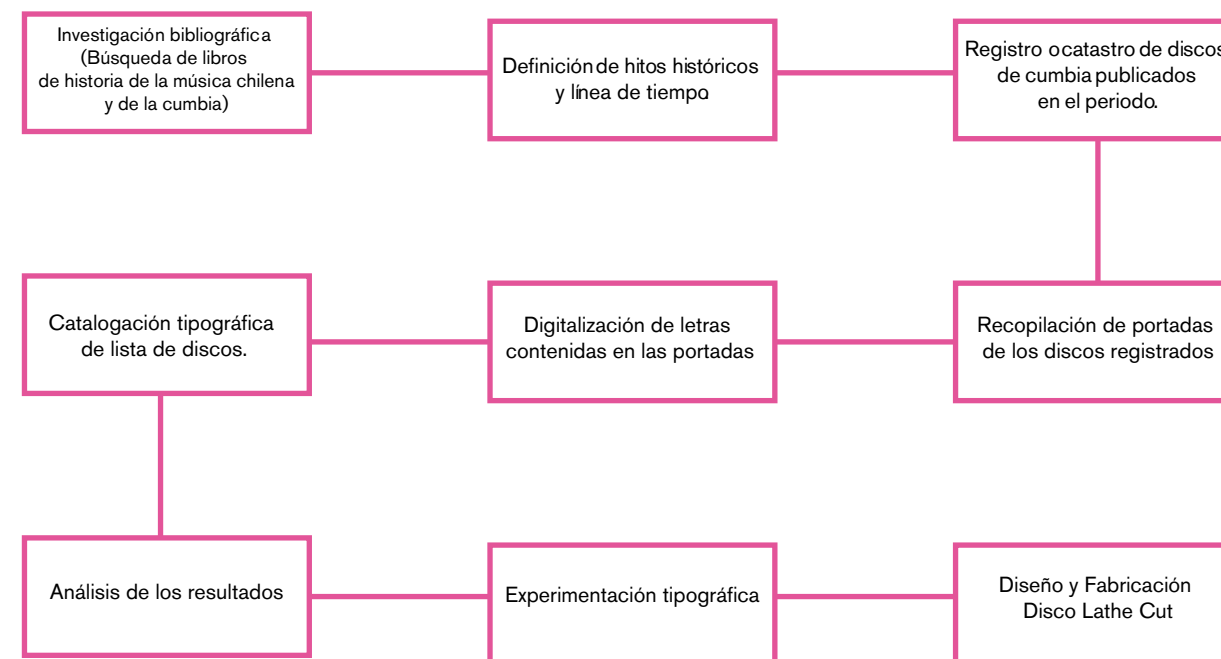 Investigación bibliográfica
(Búsqueda de libros
de historia de la música chilena
y de la cumbia)
Definición de hitos históricos
y línea de tiempo
Registro o catastro de discos
de cumbia publicados
en el periodo.
Catalogación tipográfica
de lista de discos.
Digitalización de letras
contenidas en las portadas
Recopilación de portadas
de los discos registrados
Análisis de los resultados
Experimentación tipográfica
Diseño y Fabricación
Disco Lathe Cut